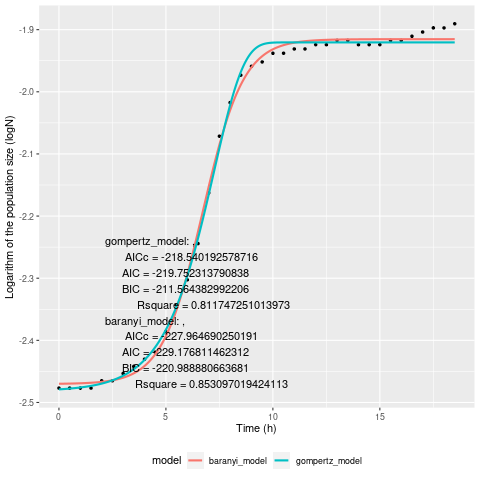 -1.9
-2.0
-2.1
-2.2
-2.3
-2.4
-2.5
Logarithm of the population size (logN)
gompertz_model: ,
AICc = -218.540192578716
AIC = -219.752313790838
BIC = -211.564382992206
Rsquare = 0.811747251013973
baranyi_model: ,
AICc = -227.964690250191
AIC = -229.176811462312
BIC = -220.988880663681
Rsquare = 0.853097019424113
0 5 10 15
Time (h)
model baranyi_model gompertz_model